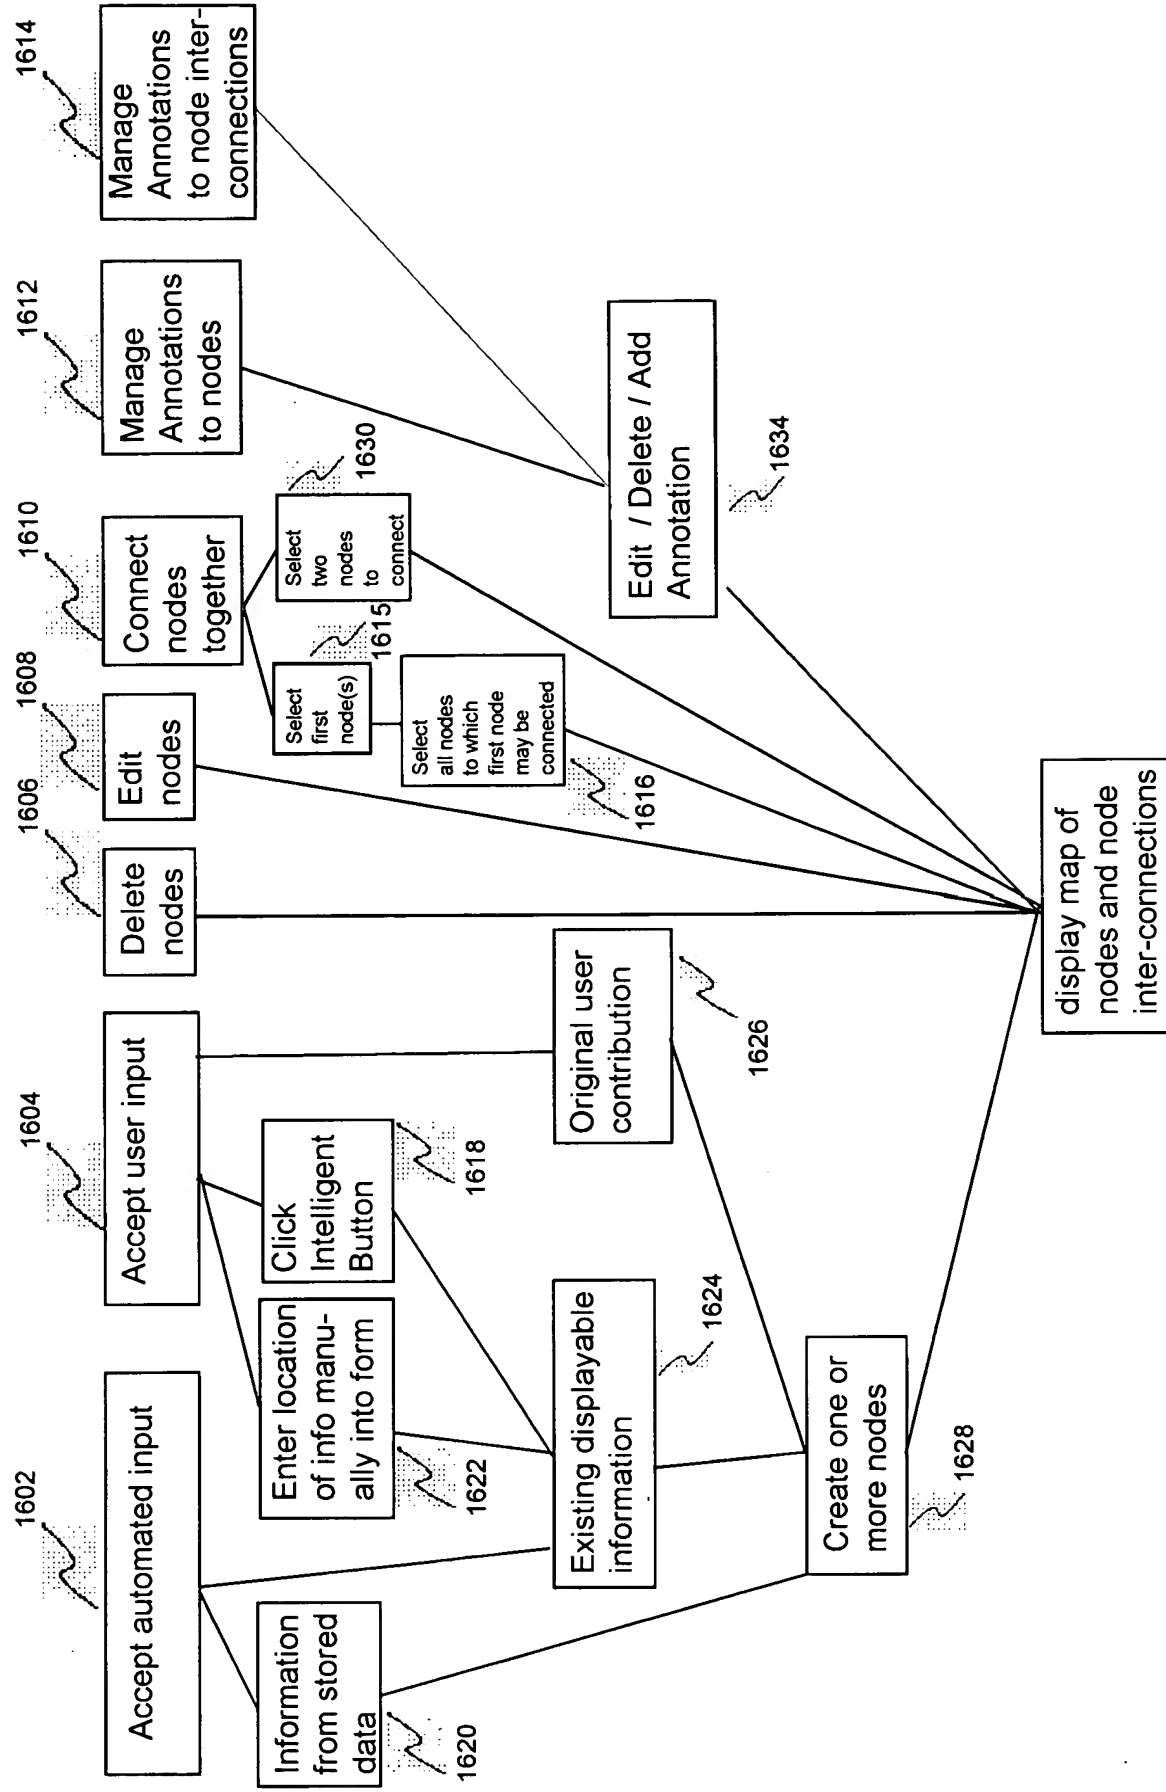 1602
Accept automated input
1604
Accept user input
1606
Delete
nodes
1608
Edit
nodes
1610
Connect
nodes
together
1612
Manage
Annotations
to nodes
1614
Manage
Annotations
to node inter-
connections
Information
from stored
data
1620
Enter location
of info manu-
ally into form
1622
Click
Intelligent
Button
1618
Select
first
node(s)
1615
Select
two
nodes
to
connect
1630
Select
all nodes
to which
first node
may be
connected
1616
Existing displayable
information
1624
Original user
contribution
1626
Edit / Delete / Add
Annotation
1634
Create one or
more nodes
1628
display map of
nodes and node
inter-connections